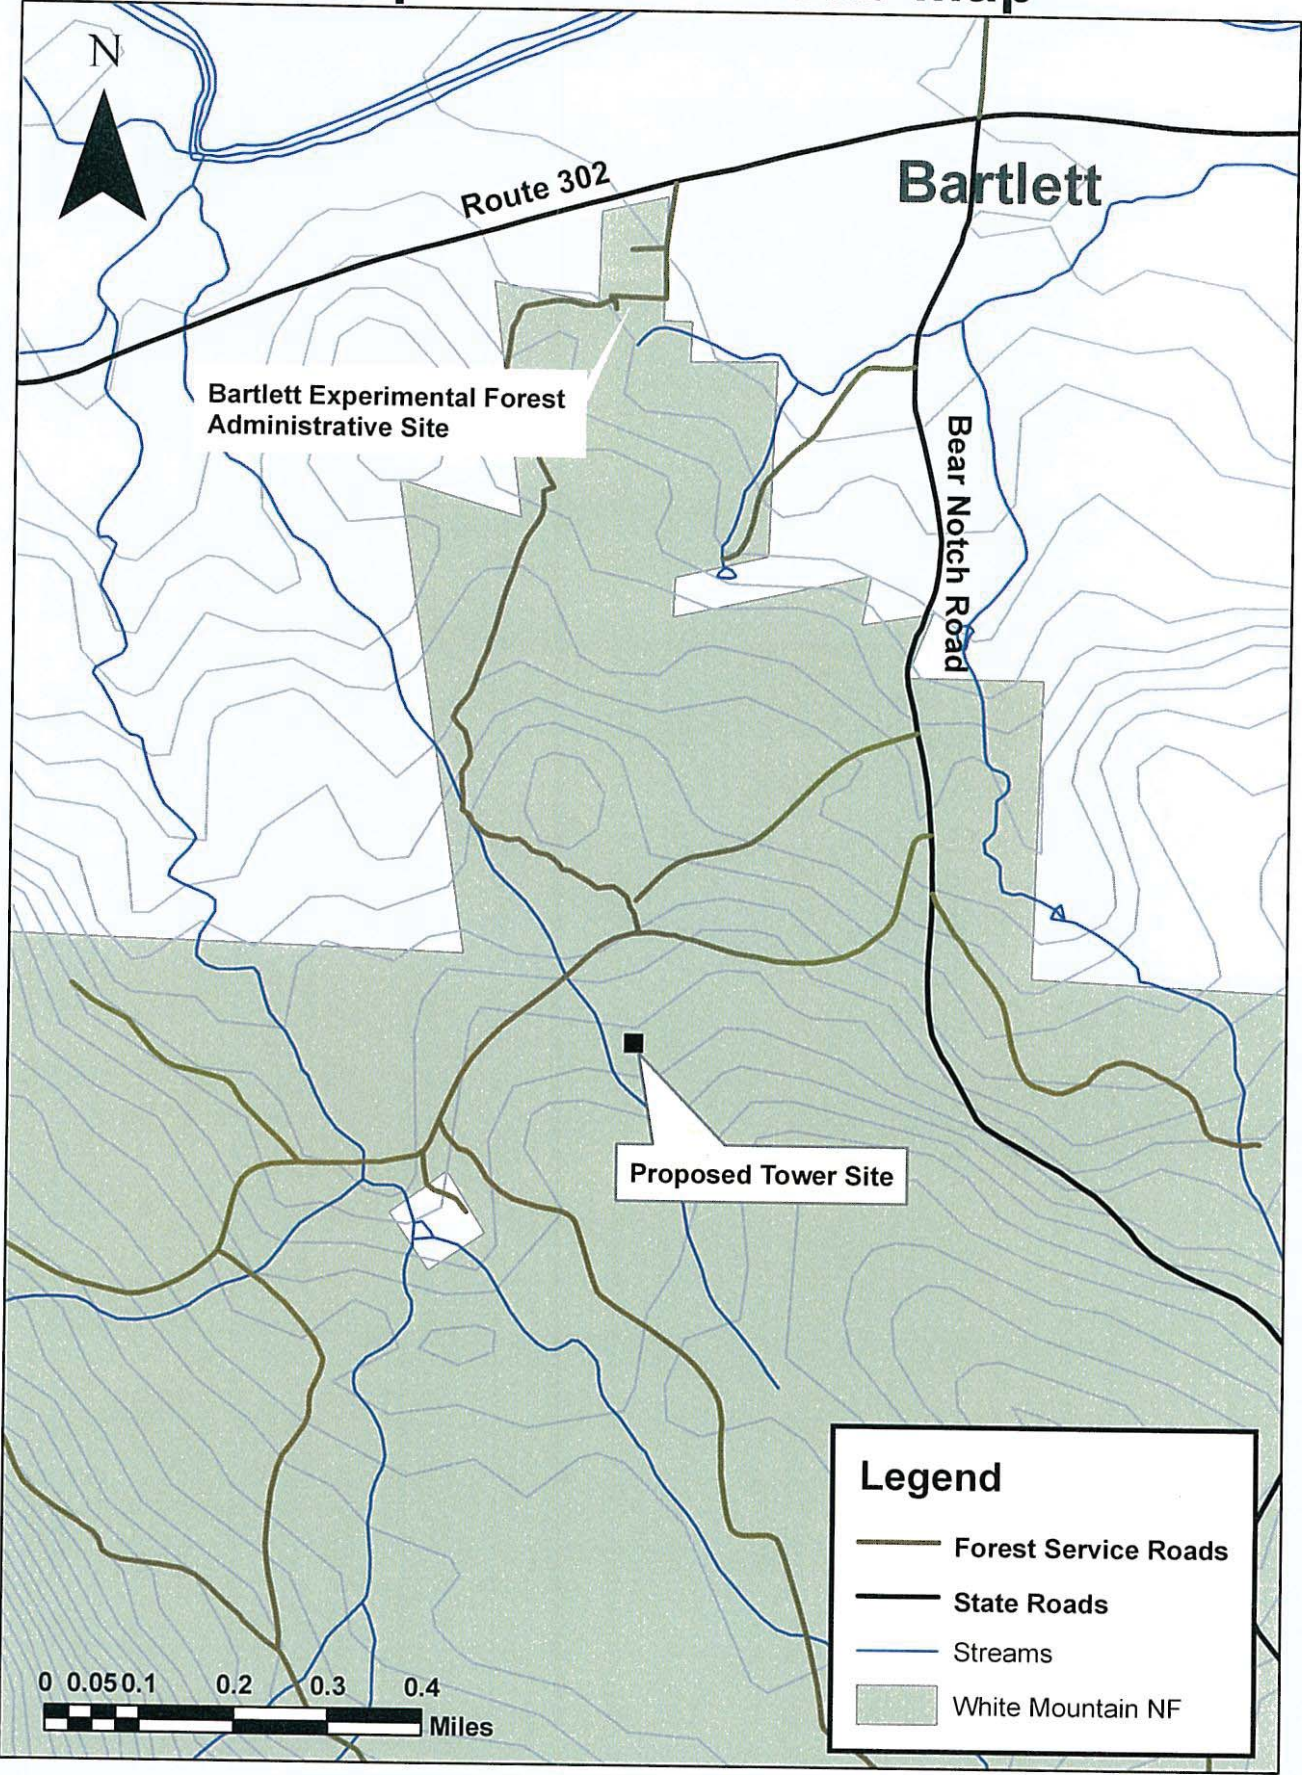 N
Route 302
Bartlett
Bartlett Experimental Forest
Administrative Site
Bear Notch Road
Proposed Tower Site
Legend
Forest Service Roads
State Roads
Streams
White Mountain NF
0 0.05 0.1 0.2 0.3 0.4
Miles